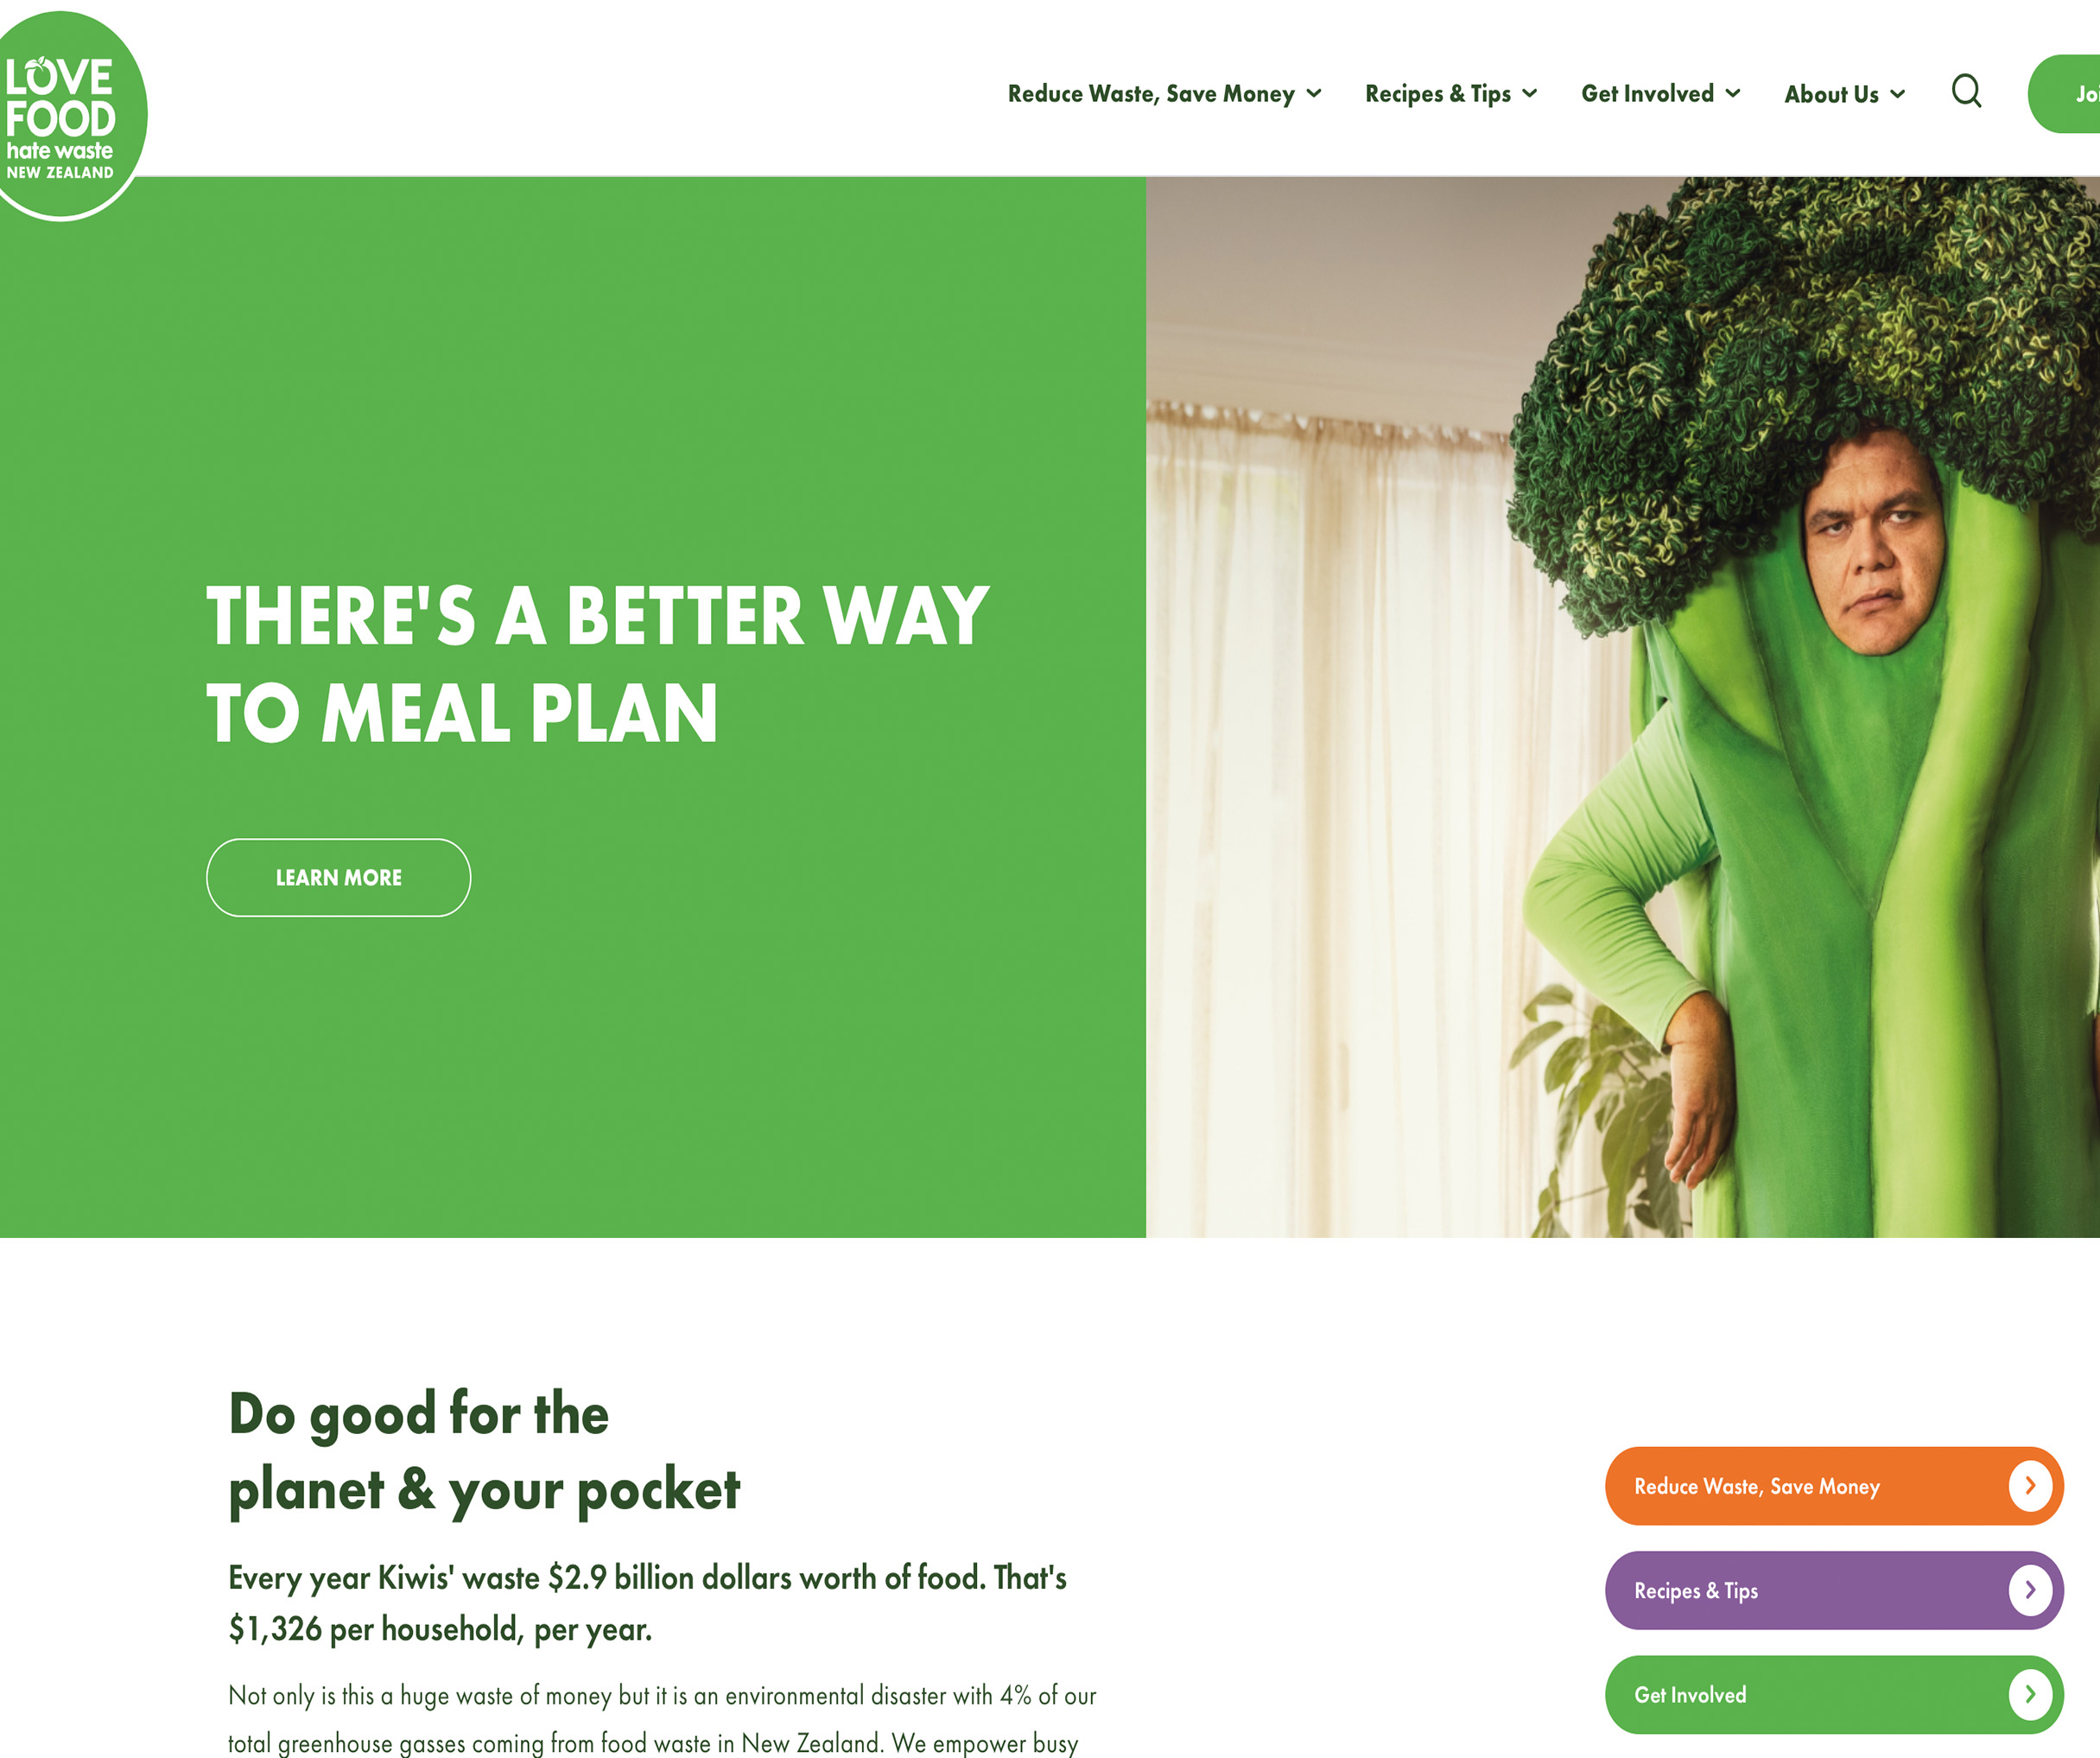 LOVE
FOOD
hate waste
NEW ZEALAND
Reduce Waste, Save Money
Recipes & Tips
Get Involved
About Us
THERE'S A BETTER WAY
TO MEAL PLAN
LEARN MORE
Do good for the
planet & your pocket
Every year Kiwis' waste $2.9 billion dollars worth of food. That's
$1,326 per household, per year.
Not only is this a huge waste of money but it is an environmental disaster with 4% of our
total greenhouse gasses coming from food waste in New Zealand. We empower busy
Reduce Waste, Save Money
Recipes & Tips
Get Involved